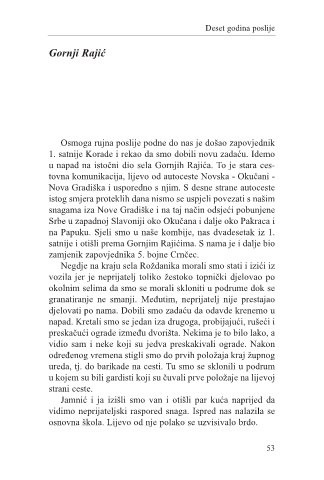 Deset godina poslije
Gornji Rajić
Osmoga rujna poslije podne do nas je došao zapovjednik
1. satnije Korade i rekao da smo dobili novu zadaću. Idemo
u napad na istočni dio sela Gornjih Rajića. To je stara ces-
tovna komunikacija, lijevo od autoceste Novska - Okučani -
Nova Gradiška i usporedno s njim. S desne strane autoceste
istog smjera proteklih dana nismo se uspjeli povezati s našim
snagama iza Nove Gradiške i na taj način odsjeći pobunjene
Srbe u zapadnoj Slavoniji oko Okučana i dalje oko Pakraca i
na Papuku. Sjeli smo u naše kombije, nas dvadesetak iz 1.
satnije i otišli prema Gornjim Rajićima. S nama je i dalje bio
zamjenik zapovjednika 5. bojne Crnčec.
Negdje na kraju sela Roždanika morali smo stati i izići iz
vozila jer je neprijatelj toliko žestoko topnički djelovao po
okolnim selima da smo se morali skloniti u podrume dok se
granatiranje ne smanji. Međutim, neprijatelj nije prestajao
djelovati po nama. Dobili smo zadaću da odavde krenemo u
napad. Kretali smo se jedan iza drugoga, probijajući, rušeći i
preskačući ograde između dvorišta. Nekima je to bilo lako, a
vidio sam i neke koji su jedva preskakivali ograde. Nakon
određenog vremena stigli smo do prvih položaja kraj župnog
ureda, tj. do barikade na cesti. Tu smo se sklonili u podrum
u kojem su bili gardisti koji su čuvali prve položaje na lijevoj
strani ceste.
Jamnić i ja izišli smo van i otišli par kuća naprijed da
vidimo neprijateljski raspored snaga. Ispred nas nalazila se
osnovna škola. Lijevo od nje polako se uzvisivalo brdo.
53